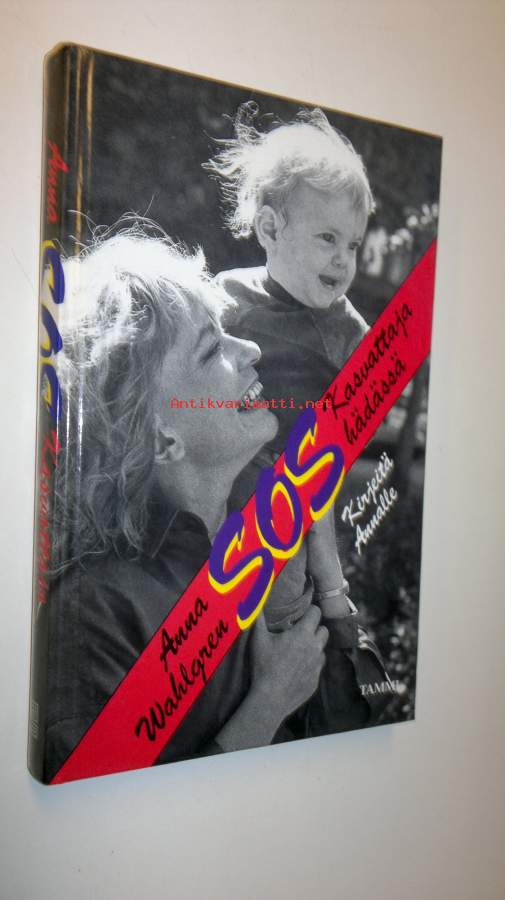 Anna
Wahlgren
SOS
Kasvattaja
hädässä
Kirjeitä
Annalle
TAMMI
Anna
SOS
Antikvariaatti.net